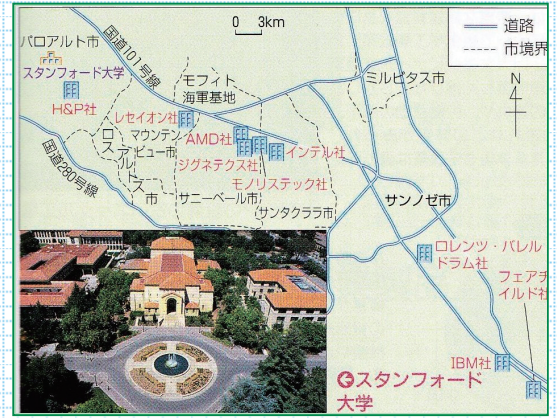 0 3km
道路
市境界
N
パロアルト市
国道101号線
スタンフォード大学
H&P社
モフィト
海軍基地
ミルピタス市
レセイオン社
ロスアルトス市
マウンテン
ビュー市
AMD社
インテル社
ジグネテクス社
モノリステック社
国道280号線
サニーベール市
サンタクララ市
サンノゼ市
ロレンツ・バレル
ドラム社
フェアチ
イルド社
IBM社
スタンフォード
大学